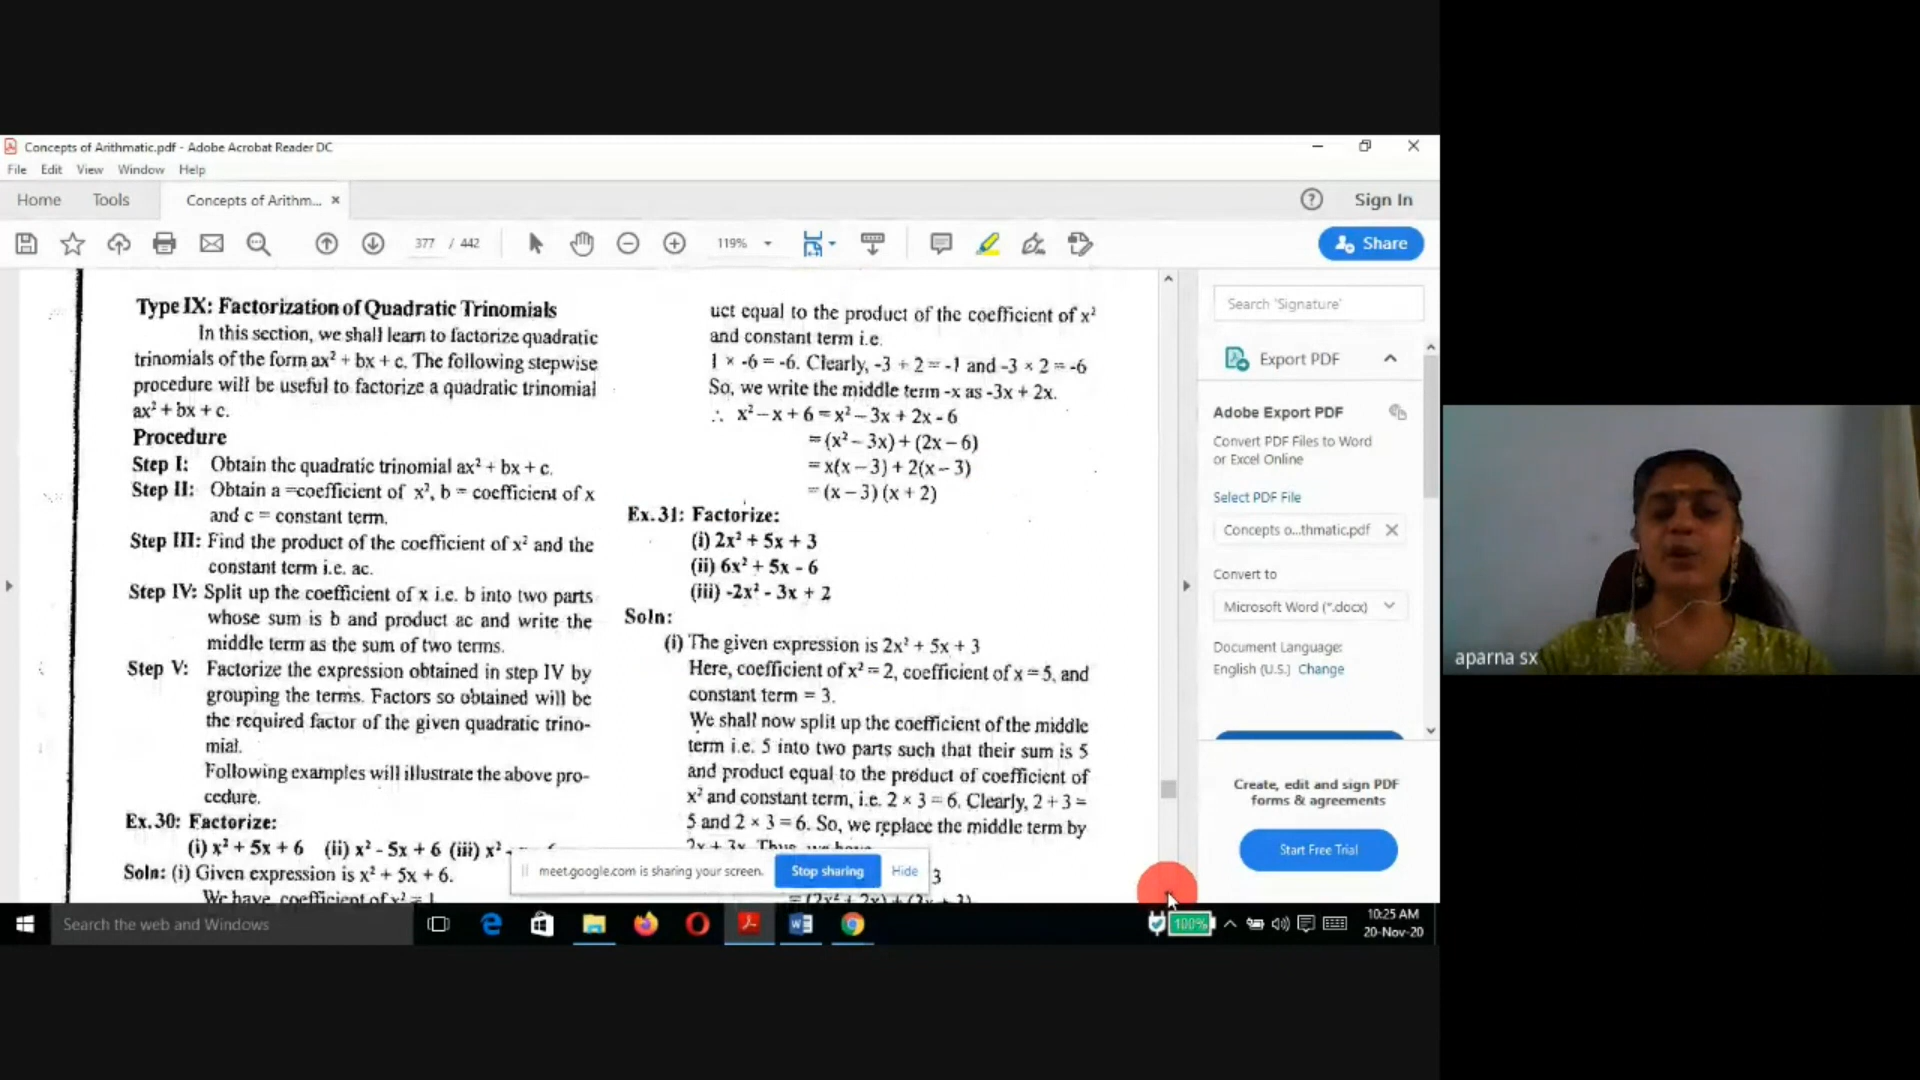 Concepts of Arithmatic.pdf - Adobe Acrobat Reader DC
File Edit View Window Help
Home Tools Concepts of Arithm... × Sign In
377 / 442 119% Share
Type IX: Factorization of Quadratic Trinomials
In this section, we shall learn to factorize quadratic
trinomials of the form ax² + bx + c. The following stepwise
procedure will be useful to factorize a quadratic trinomial
ax² + bx + c.
Procedure
Step I: Obtain the quadratic trinomial ax² + bx + c.
Step II: Obtain a =coefficient of x², b = coefficient of x
and c = constant term.
Step III: Find the product of the coefficient of x² and the
constant term i.e. ac.
Step IV: Split up the coefficient of x i.e. b into two parts
whose sum is b and product ac and write the
middle term as the sum of two terms.
Step V: Factorize the expression obtained in step IV by
grouping the terms. Factors so obtained will be
the required factor of the given quadratic trino-
mial.
Following examples will illustrate the above pro-
cedure.
Ex.30: Factorize:
(i) x² + 5x + 6 (ii) x² - 5x + 6 (iii) x² -
Soln: (i) Given expression is x² + 5x + 6.
We have, coefficient of x² = 1
uct equal to the product of the coefficient of x²
and constant term i.e.
1 × -6 = -6. Clearly, -3 + 2 = -1 and -3 × 2 = -6
So, we write the middle term -x as -3x + 2x.
∴ x² – x + 6 = x² – 3x + 2x - 6
= (x² – 3x) + (2x – 6)
= x(x – 3) + 2(x – 3)
= (x – 3) (x + 2)
Ex.31: Factorize:
(i) 2x² + 5x + 3
(ii) 6x² + 5x - 6
(iii) -2x² - 3x + 2
Soln:
(i) The given expression is 2x² + 5x + 3
Here, coefficient of x² = 2, coefficient of x = 5, and
constant term = 3.
We shall now split up the coefficient of the middle
term i.e. 5 into two parts such that their sum is 5
and product equal to the product of coefficient of
x² and constant term, i.e. 2 × 3 = 6. Clearly, 2 + 3 =
5 and 2 × 3 = 6. So, we replace the middle term by
2x + 3x. Thus, we have
3
= (2x² + 2x) + (3x + 3)
Search 'Signature'
Export PDF
Adobe Export PDF
Convert PDF Files to Word
or Excel Online
Select PDF File
Concepts o...thmatic.pdf ×
Convert to
Microsoft Word (*.docx)
Document Language:
English (U.S.) Change
Create, edit and sign PDF
forms & agreements
Start Free Trial
meet.google.com is sharing your screen. Stop sharing Hide
Search the web and Windows
100%
10:25 AM
20-Nov-20
aparna sx